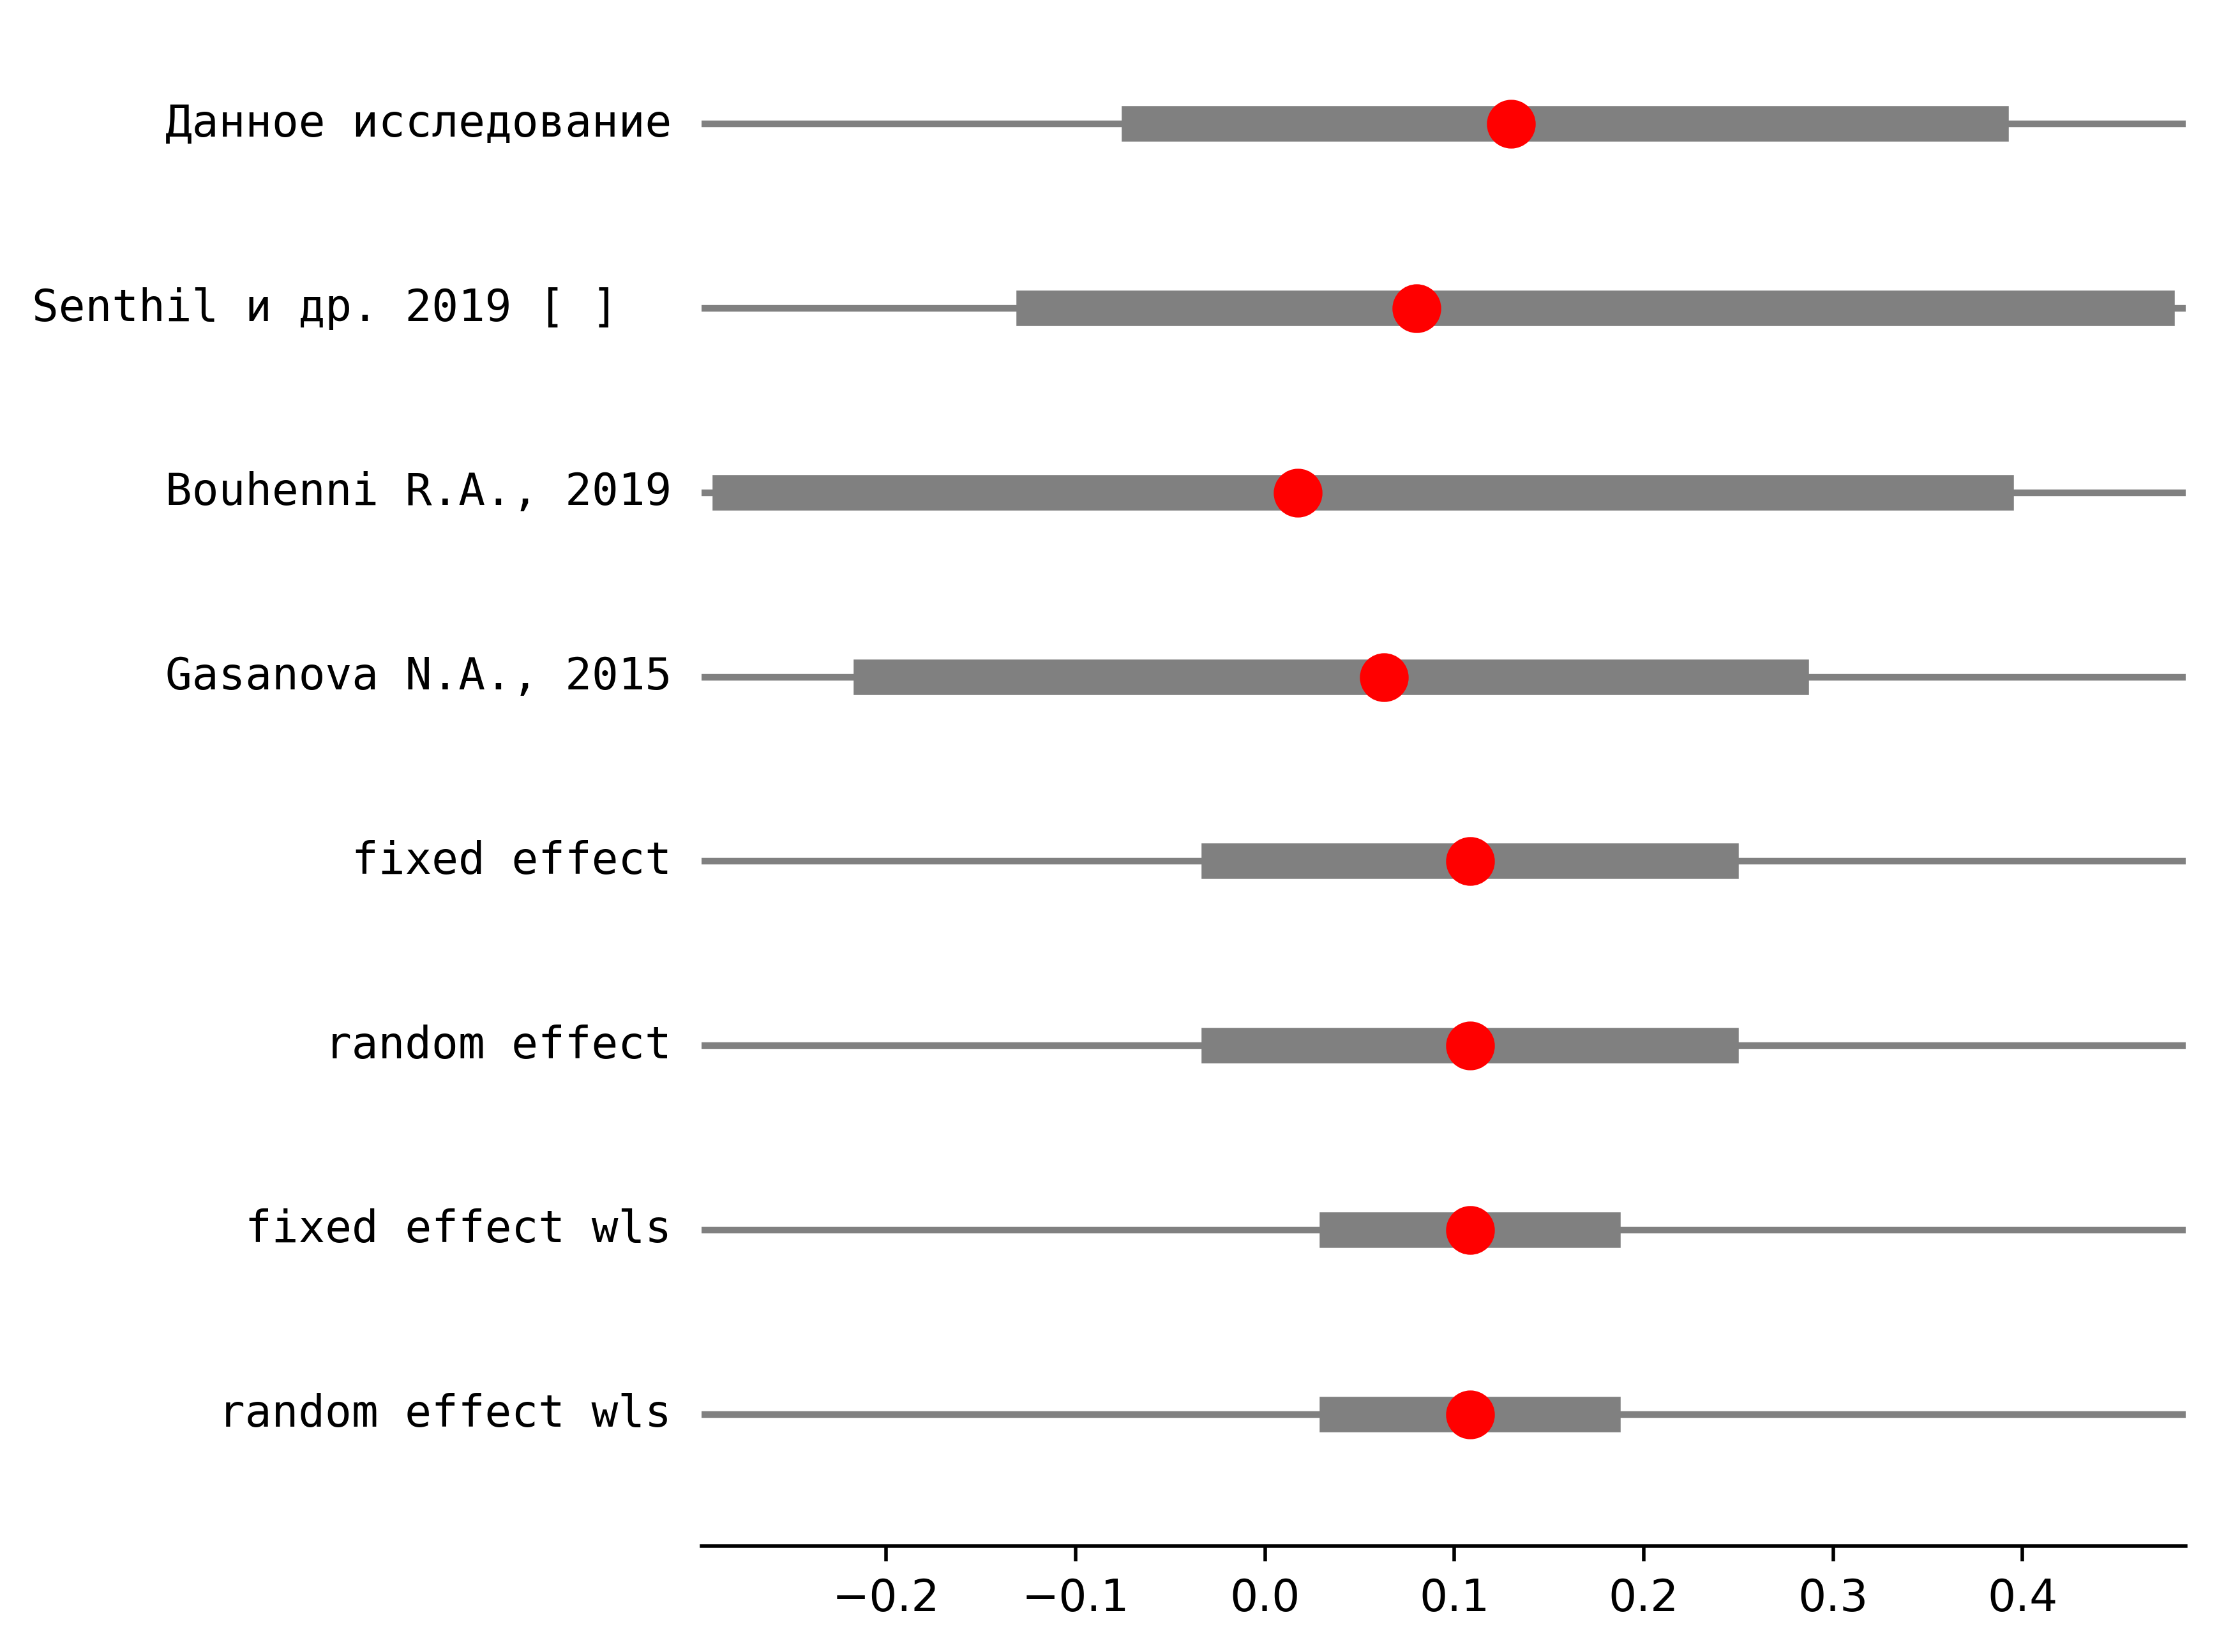 Данное исследование
Senthil и др. 2019 [ ]
Bouhenni R.A., 2019
Gasanova N.A., 2015
fixed effect
random effect
fixed effect wls
random effect wls
−0.2 −0.1 0.0 0.1 0.2 0.3 0.4